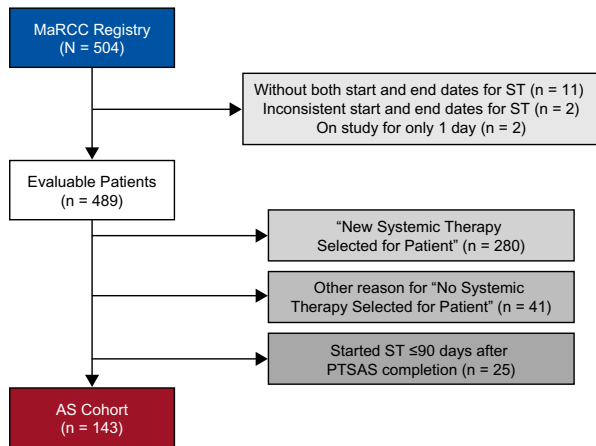 MaRCC Registry
(N = 504)
Without both start and end dates for ST (n = 11)
Inconsistent start and end dates for ST (n = 2)
On study for only 1 day (n = 2)
Evaluable Patients
(n = 489)
“New Systemic Therapy
Selected for Patient” (n = 280)
Other reason for “No Systemic
Therapy Selected for Patient” (n = 41)
Started ST ≤90 days after
PTSAS completion (n = 25)
AS Cohort
(n = 143)